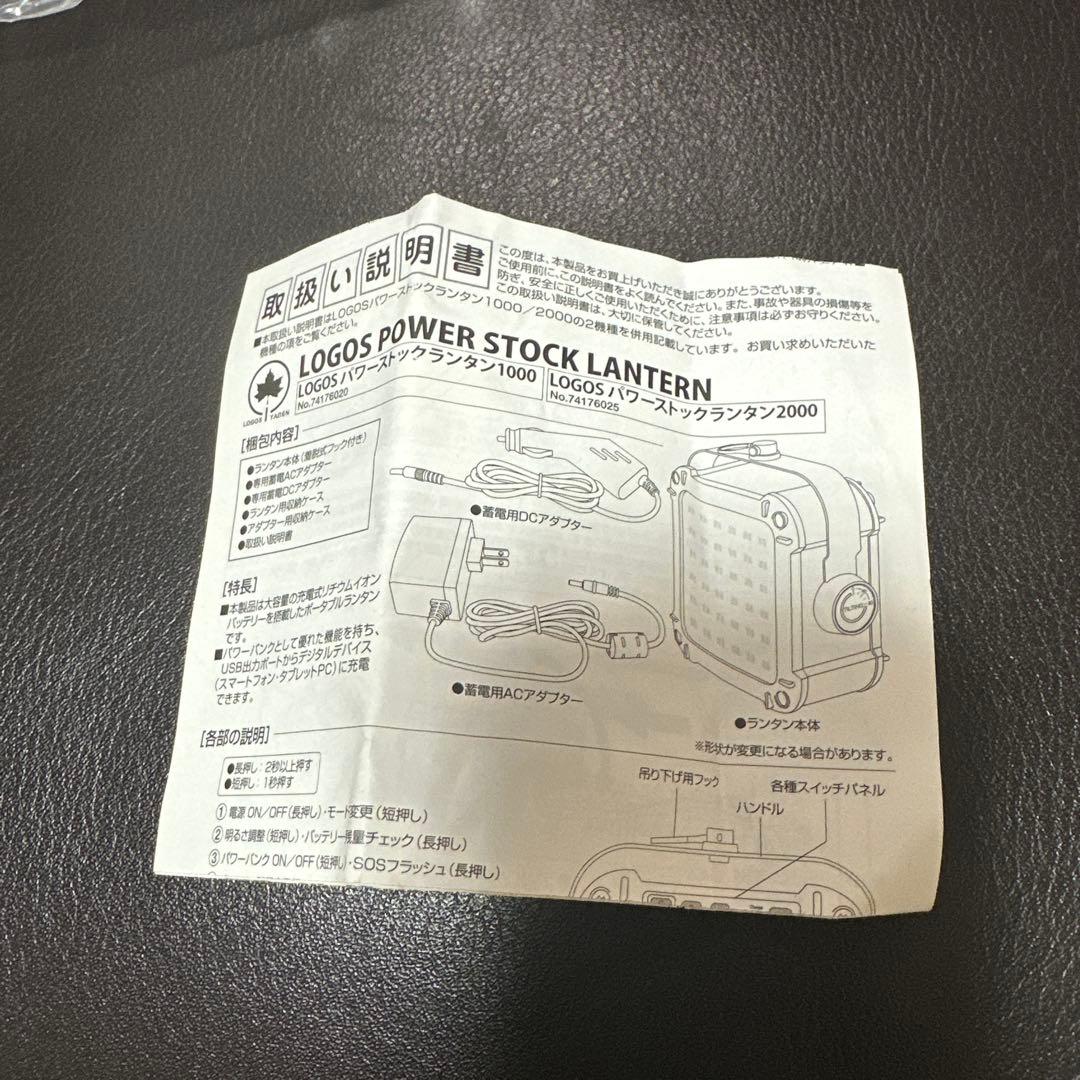 取扱い説明書
この度は、本製品をお買上げいただき誠にありがとうございます。
ご使用前に、この説明書をよく読んでください。また、事故や器具の損傷等を
防ぎ、安全に正しくご使用いただくために、注意事項は必ずお守りください。
この取扱い説明書は、大切に保管してください。
■本取扱い説明書はLOGOSパワーストックランタン1000/2000の2機種を併用記載しています。お買い求めいただいた
機種の項をご覧ください。
LOGOS POWER STOCK LANTERN
LOGOS パワーストックランタン1000
No.74176020
LOGOS パワーストックランタン2000
No.74176025
[梱包内容]
●ランタン本体(着脱式フック付き)
●専用蓄電ACアダプター
●専用蓄電DCアダプター
●ランタン用収納ケース
●アダプター用収納ケース
●取扱い説明書
●蓄電用DCアダプター
[特長]
■本製品は大容量の充電式リチウムイオン
バッテリーを搭載したポータブルランタン
です。
■パワーバンクとして優れた機能を持ち、
USB出力ポートからデジタルデバイス
(スマートフォン・タブレットPC)に充電
できます。
●蓄電用ACアダプター
●ランタン本体
※形状が変更になる場合があります。
[各部の説明]
●長押し:2秒以上押す
●短押し:1秒押す
①電源 ON/OFF(長押し)・モード変更(短押し)
②明るさ調整(短押し)・バッテリー残量チェック(長押し)
③パワーバンク ON/OFF(短押し)・SOSフラッシュ(長押し)
吊り下げ用フック
各種スイッチパネル
ハンドル